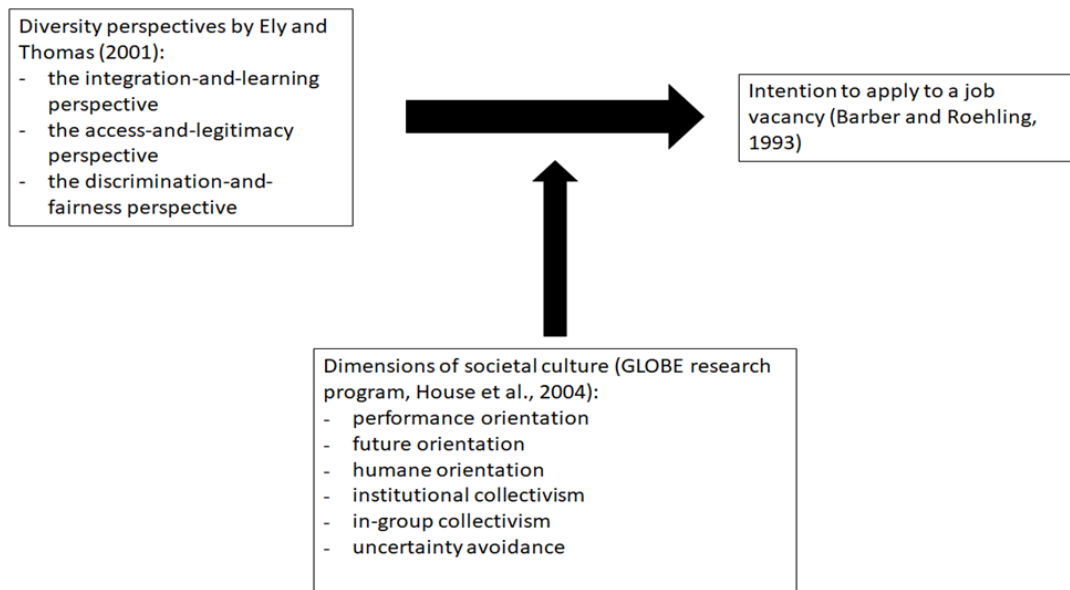 Diversity perspectives by Ely and
Thomas (2001):
- the integration-and-learning
perspective
- the access-and-legitimacy
perspective
- the discrimination-and-
fairness perspective
Intention to apply to a job
vacancy (Barber and Roehling,
1993)
Dimensions of societal culture (GLOBE research
program, House et al., 2004):
- performance orientation
- future orientation
- humane orientation
- institutional collectivism
- in-group collectivism
- uncertainty avoidance